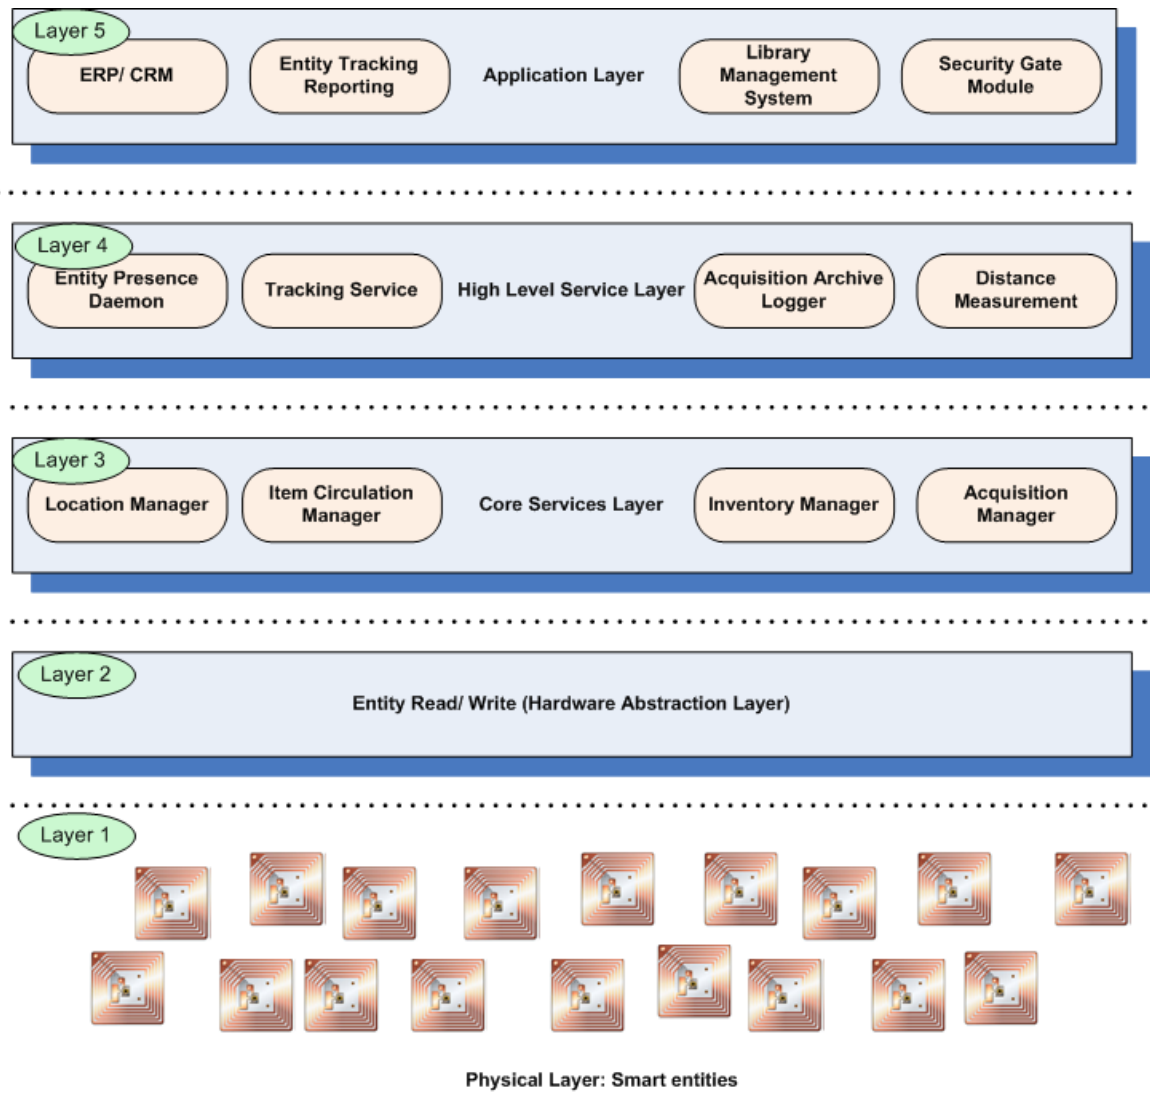 Layer 5
ERP/ CRM
Entity Tracking
Reporting
Application Layer
Library
Management
System
Security Gate
Module
Layer 4
Entity Presence
Daemon
Tracking Service
High Level Service Layer
Acquisition Archive
Logger
Distance
Measurement
Layer 3
Location Manager
Item Circulation
Manager
Core Services Layer
Inventory Manager
Acquisition
Manager
Layer 2
Entity Read/ Write (Hardware Abstraction Layer)
Layer 1
Physical Layer: Smart entities